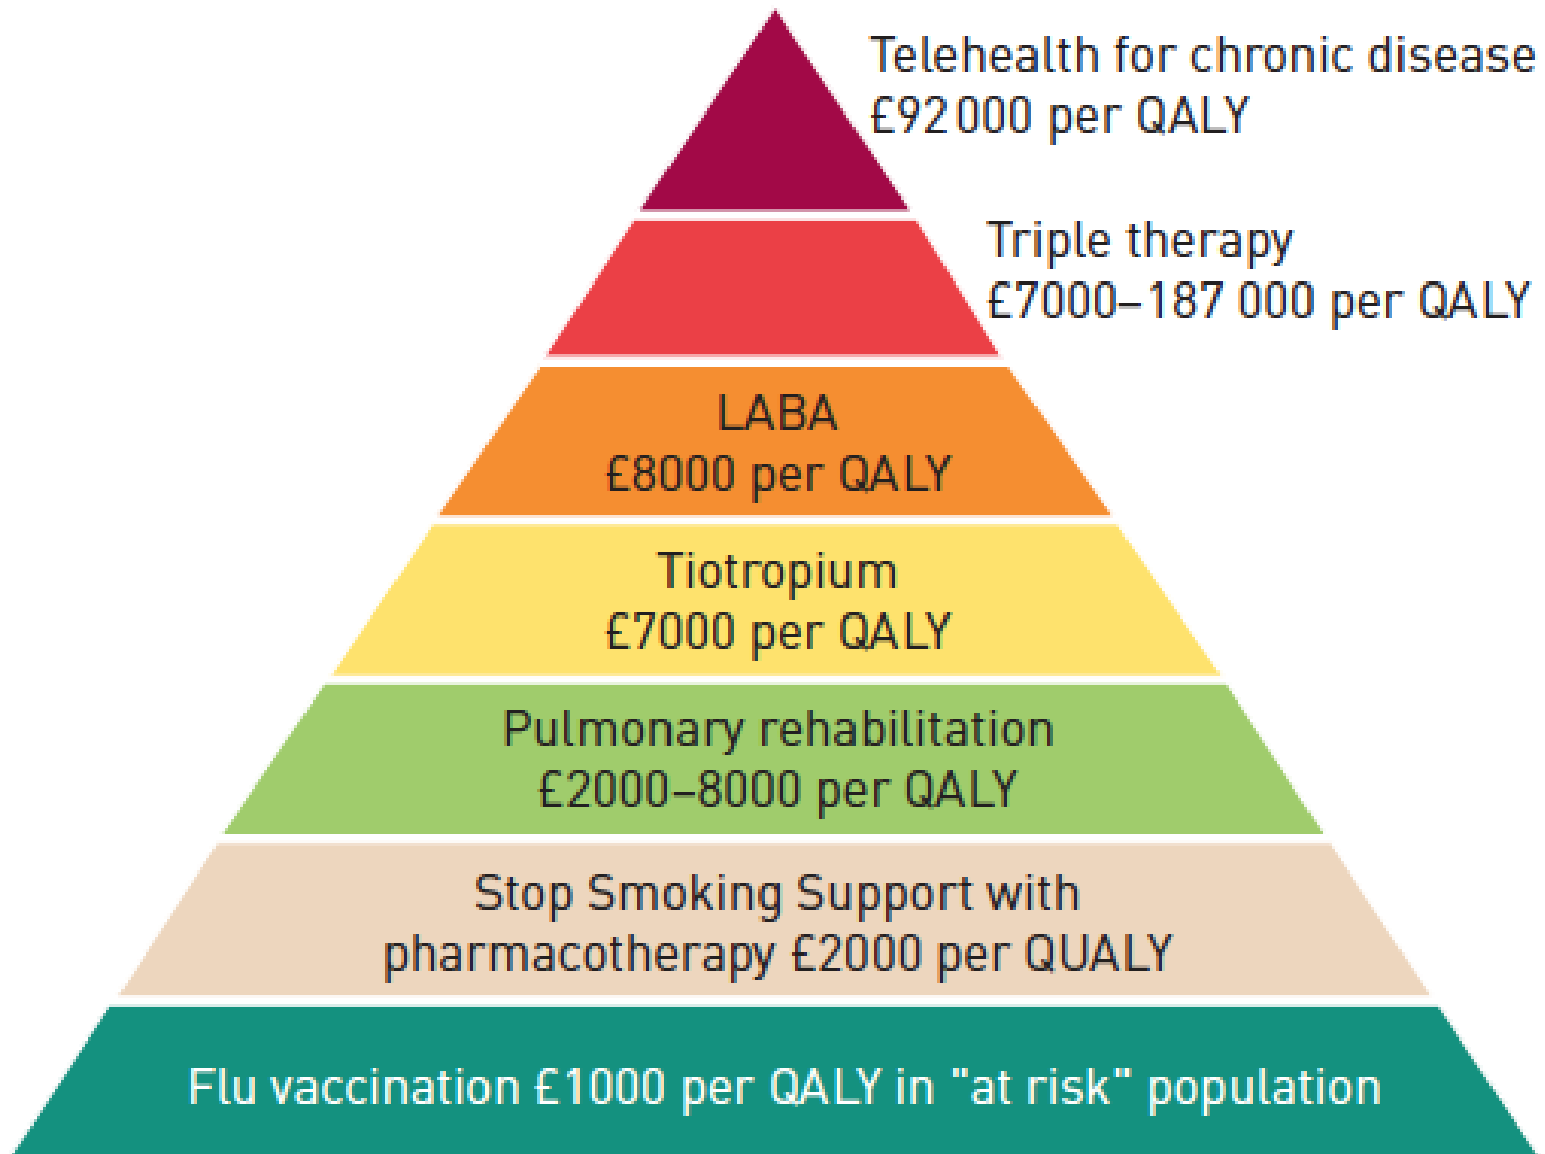 Telehealth for chronic disease
£92 000 per QALY
Triple therapy
£7000–187 000 per QALY
LABA
£8000 per QALY
Tiotropium
£7000 per QALY
Pulmonary rehabilitation
£2000–8000 per QALY
Stop Smoking Support with
pharmacotherapy £2000 per QUALY
Flu vaccination £1000 per QALY in "at risk" population